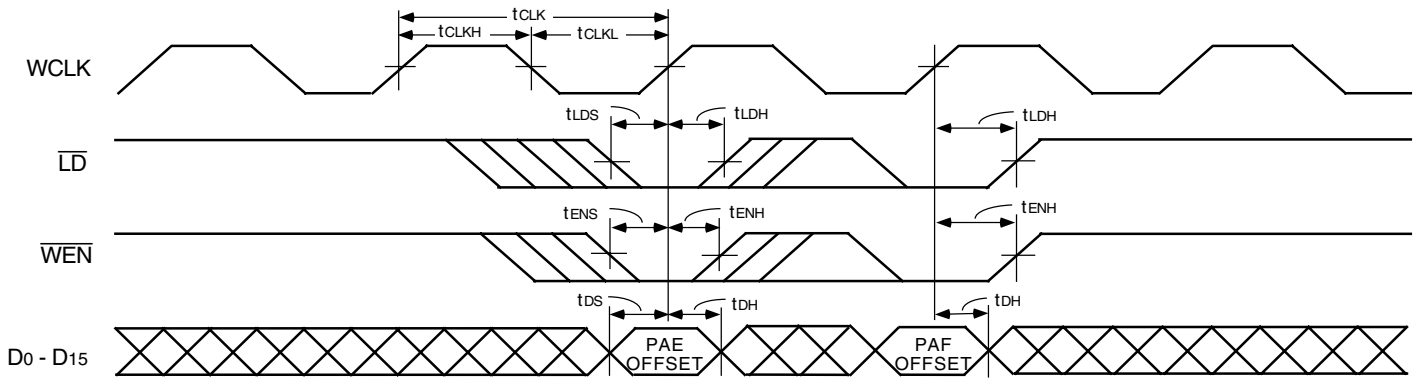 tCLK
tCLKH
tCLKL
WCLK
tLDS
tLDH
tLDH
LD
tENS
tENH
tENH
WEN
tDS
tDH
tDH
D0 - D15
PAE
OFFSET
PAF
OFFSET